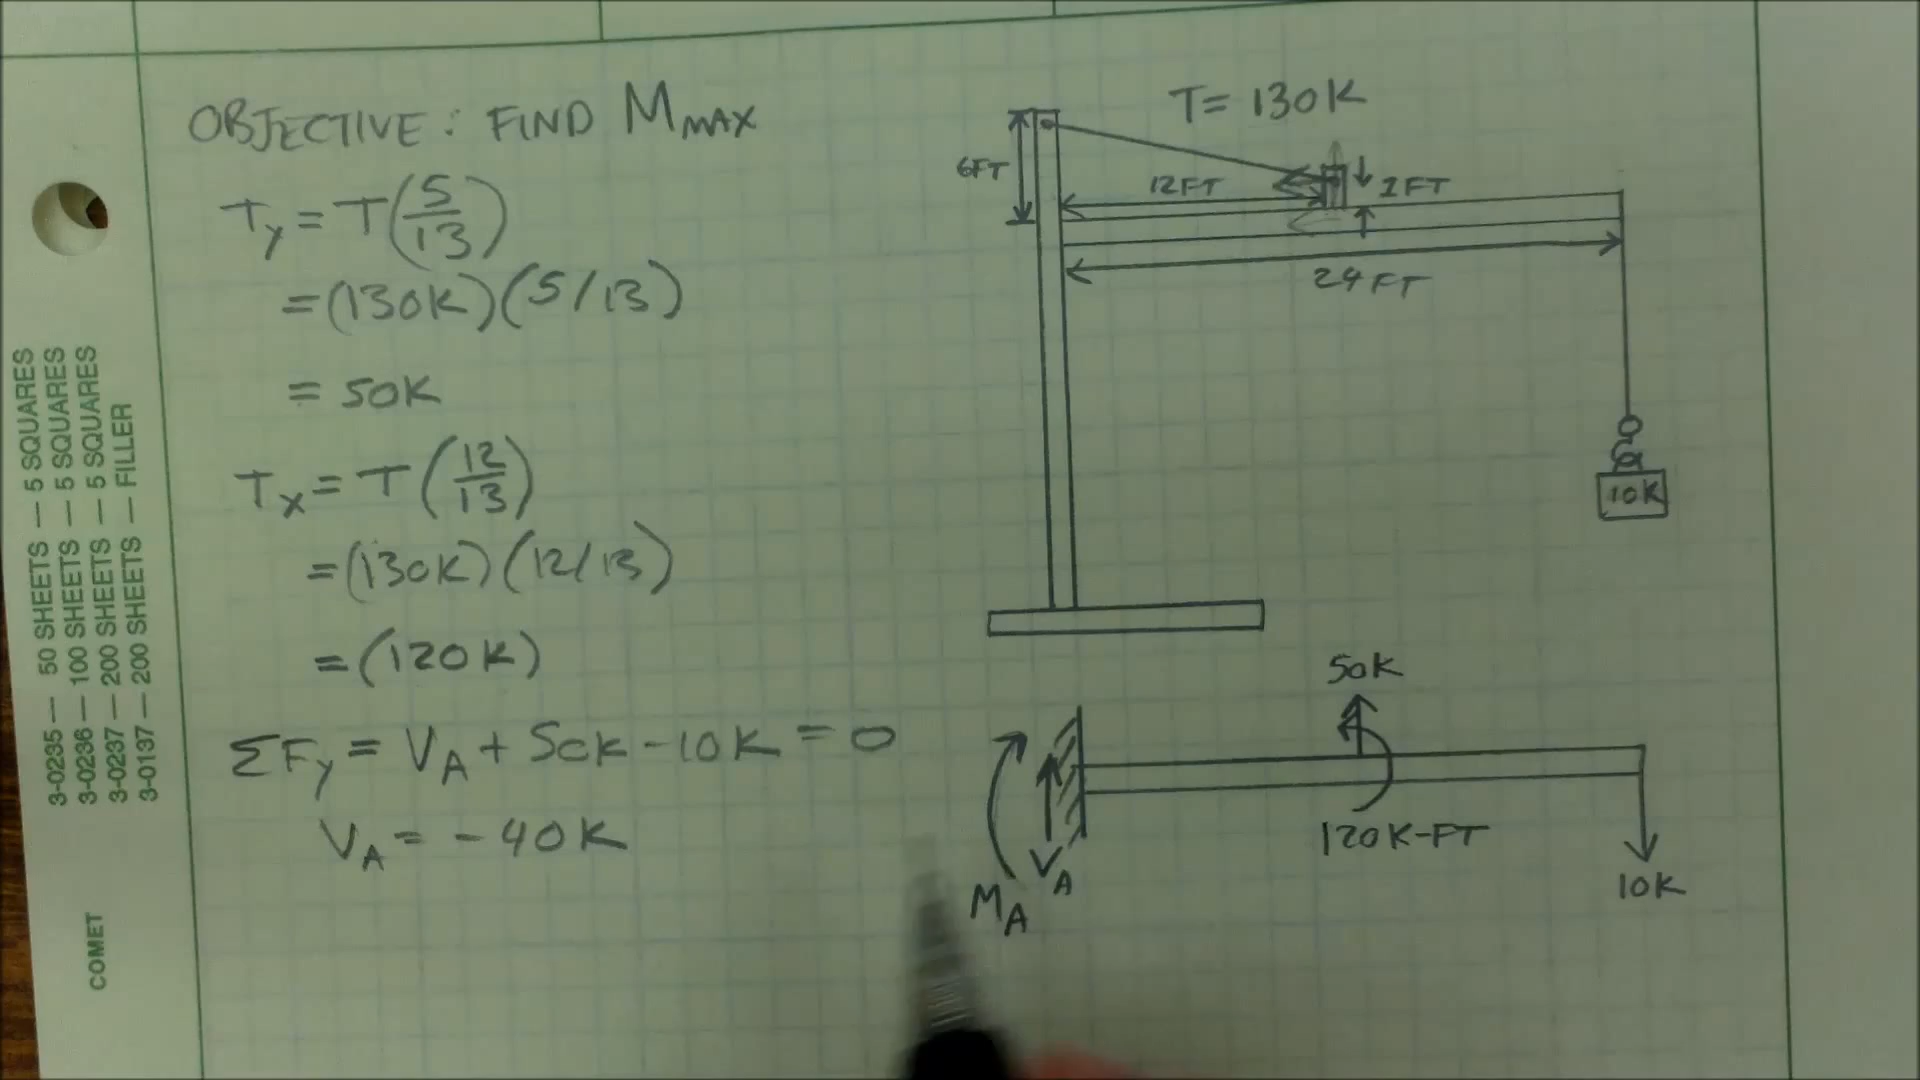 OBJECTIVE: FIND MMAX
Ty = T(5/13)
=(130K)(5/13)
= 50K
Tx = T(12/13)
=(130K)(12/13)
=(120K)
ΣFy = VA + 50K - 10K = 0
VA = -40K
T= 130K
6FT
12FT
1FT
24FT
10K
50K
120K-FT
MA
VA
10K
3-0235 — 50 SHEETS — 5 SQUARES
3-0236 — 100 SHEETS — 5 SQUARES
3-0237 — 200 SHEETS — 5 SQUARES
3-0137 — 200 SHEETS — FILLER
COMET